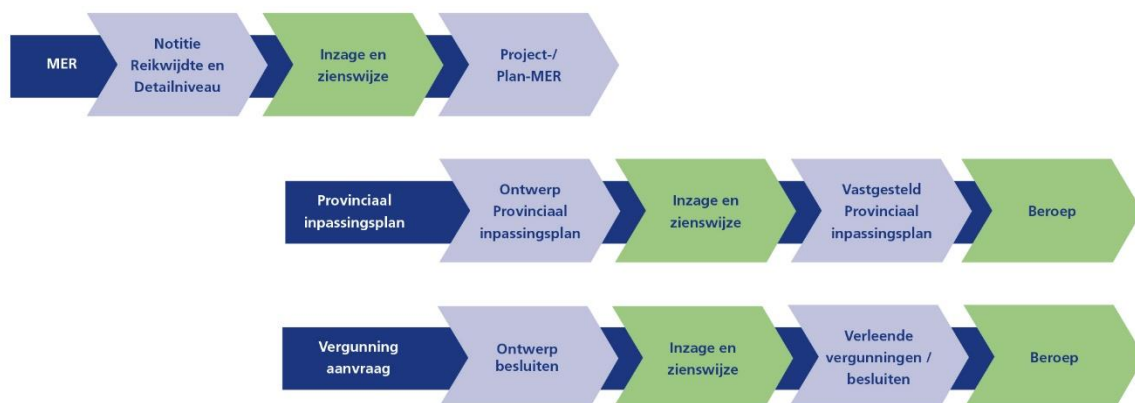 MER
Notitie
Reikwijdte en
Detailniveau
Inzage en
zienswijze
Project-/
Plan-MER
Provinciaal
inpassingsplan
Ontwerp
Provinciaal
inpassingsplan
Inzage en
zienswijze
Vastgesteld
Provinciaal
inpassingsplan
Beroep
Vergunning
aanvraag
Ontwerp
besluiten
Inzage en
zienswijze
Verleende
vergunningen /
besluiten
Beroep